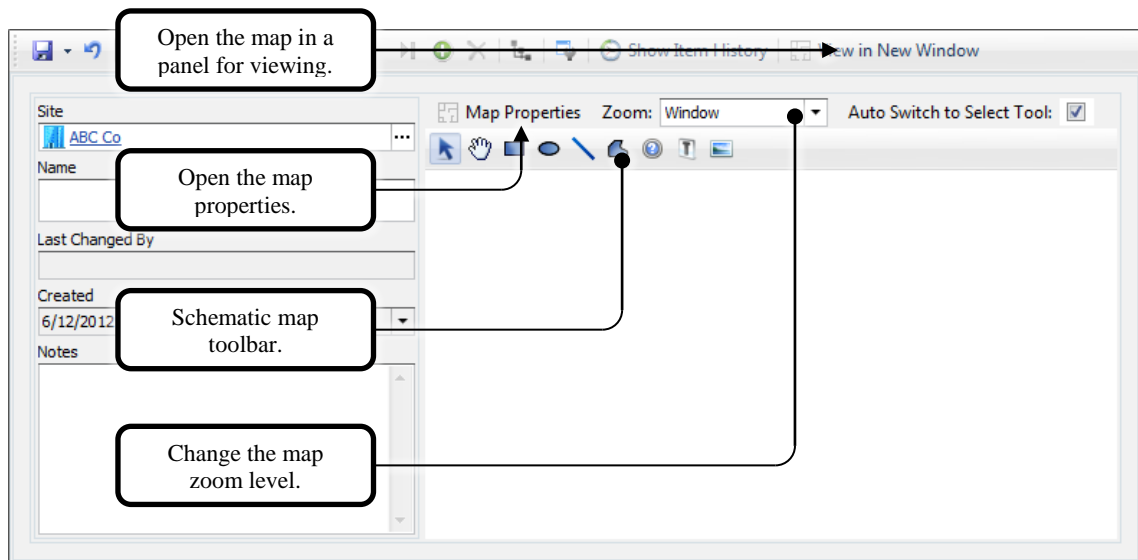 Open the map in a
panel for viewing.
Show Item History
View in New Window
Site
ABC Co
Name
Last Changed By
Created
6/12/2012
Notes
Map Properties
Zoom:
Window
Auto Switch to Select Tool:
Open the map
properties.
Schematic map
toolbar.
Change the map
zoom level.